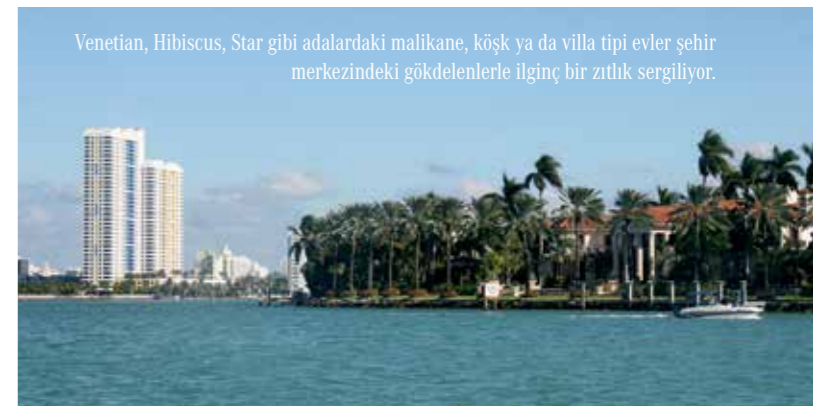 Venetian, Hibiscus, Star gibi adalardaki malikane, köşk ya da villa tipi evler şehir
merkezindeki gökdelenlerle ilginç bir zıtlık sergiliyor.